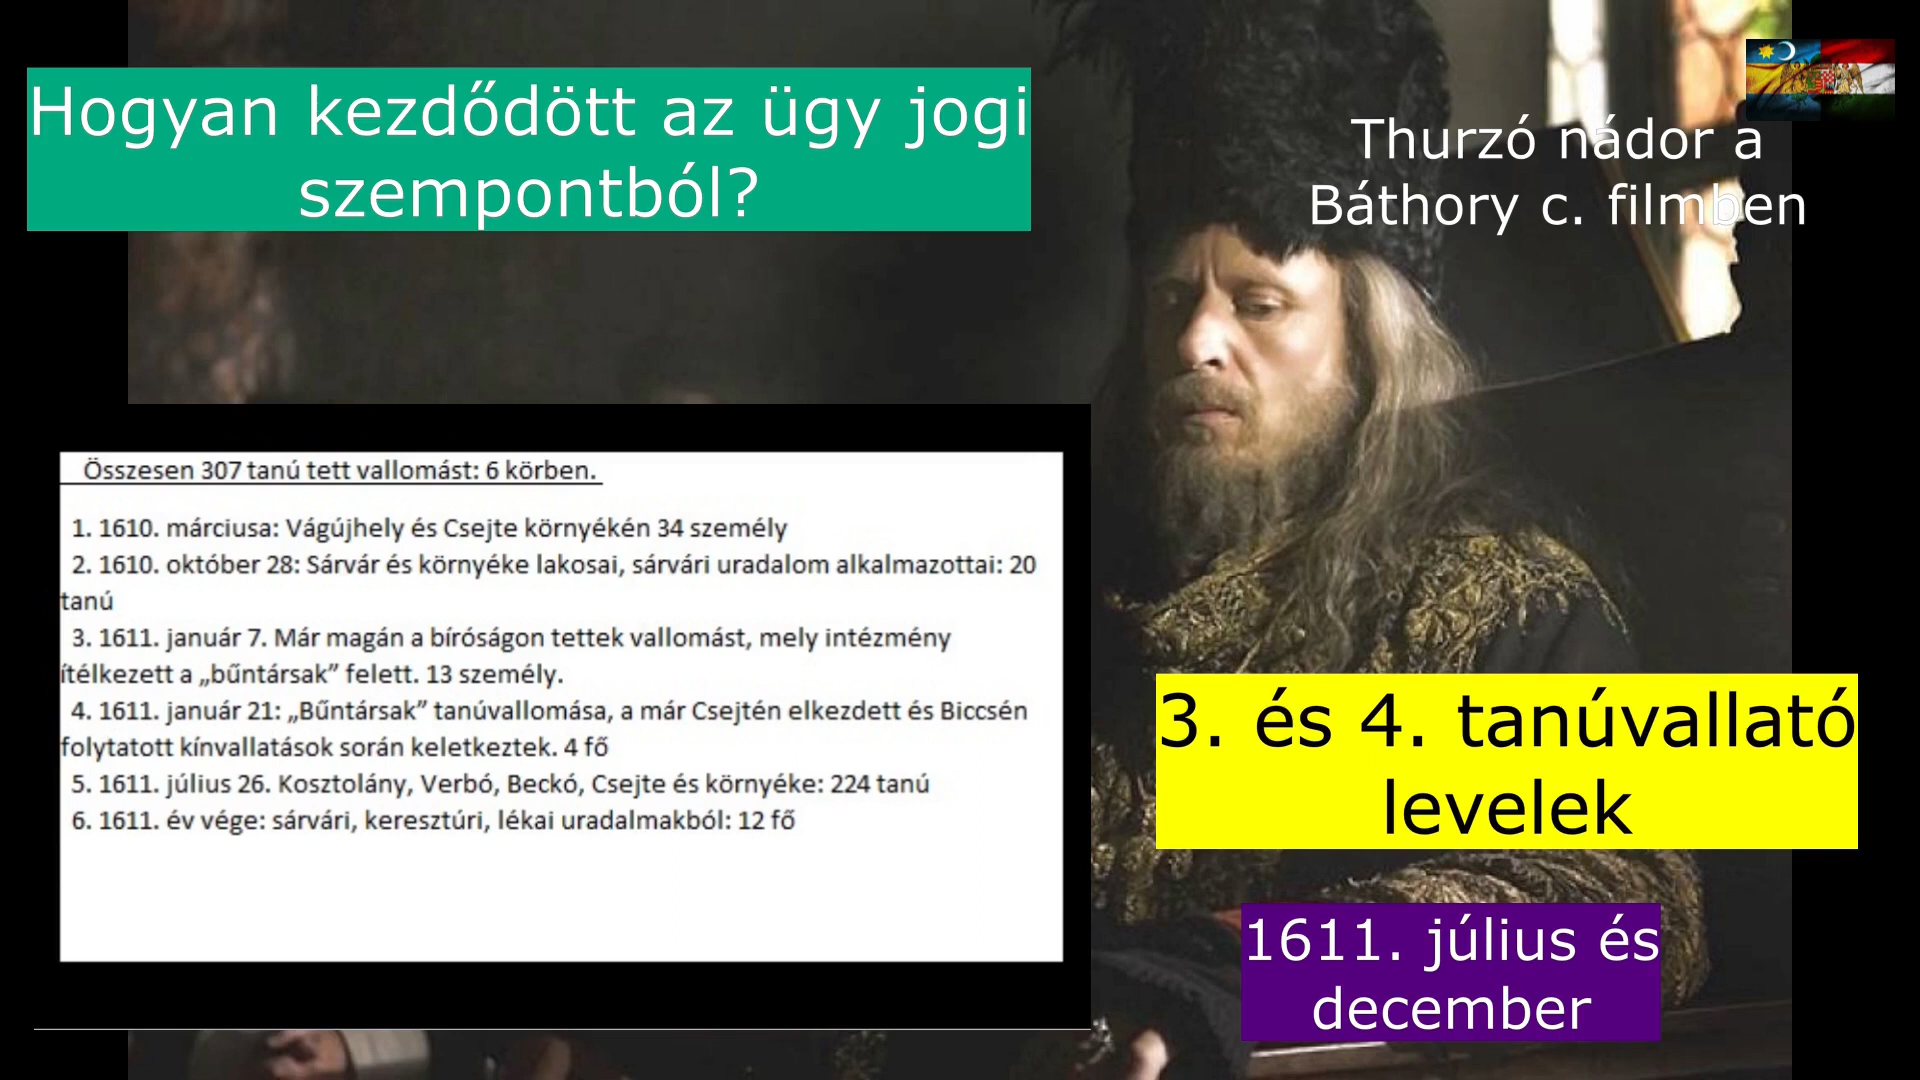 Hogyan kezdődött az ügy jogi
szempontból?
Thurzó nádor a
Báthory c. filmben
Összesen 307 tanú tett vallomást: 6 körben.
1. 1610. márciusa: Vágújhely és Csejte környékén 34 személy
2. 1610. október 28: Sárvár és környéke lakosai, sárvári uradalom alkalmazottai: 20
tanú
3. 1611. január 7. Már magán a bíróságon tettek vallomást, mely intézmény
ítélkezett a „bűntársak” felett. 13 személy.
4. 1611. január 21: „Bűntársak” tanúvallomása, a már Csejtén elkezdett és Biccsén
folytatott kínvallatások során keletkeztek. 4 fő
5. 1611. július 26. Kosztolány, Verbó, Beckó, Csejte és környéke: 224 tanú
6. 1611. év vége: sárvári, keresztúri, lékai uradalmakból: 12 fő
3. és 4. tanúvallató
levelek
1611. július és
december